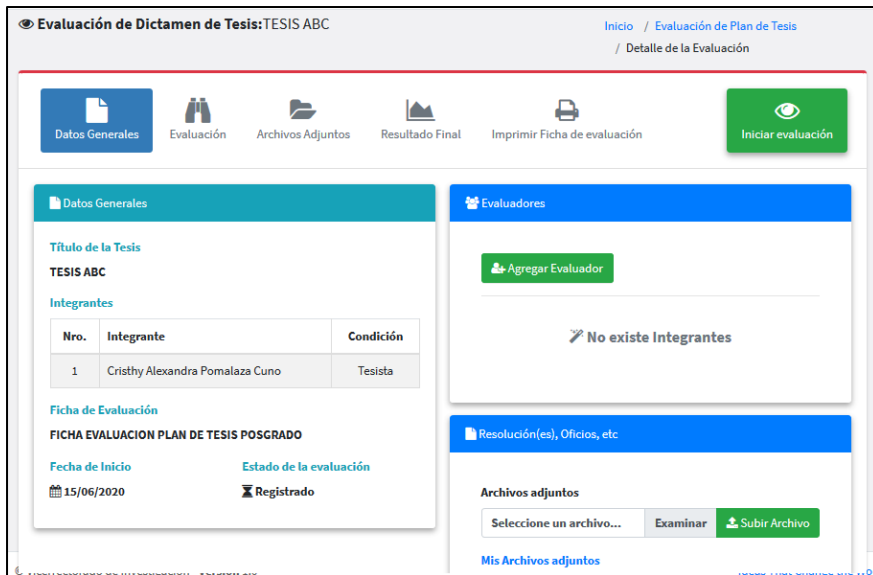 Evaluación de Dictamen de Tesis:TESIS ABC
Inicio / Evaluación de Plan de Tesis
/ Detalle de la Evaluación
Datos Generales
Evaluación
Archivos Adjuntos
Resultado Final
Imprimir Ficha de evaluación
Iniciar evaluación
Datos Generales
Título de la Tesis
TESIS ABC
Integrantes
Nro. Integrante Condición
1 Cristhy Alexandra Pomalaza Cuno Tesista
Ficha de Evaluación
FICHA EVALUACION PLAN DE TESIS POSGRADO
Fecha de Inicio Estado de la evaluación
15/06/2020 Registrado
Evaluadores
Agregar Evaluador
No existe Integrantes
Resolución(es), Oficios, etc
Archivos adjuntos
Seleccione un archivo... Examinar Subir Archivo
Mis Archivos adjuntos